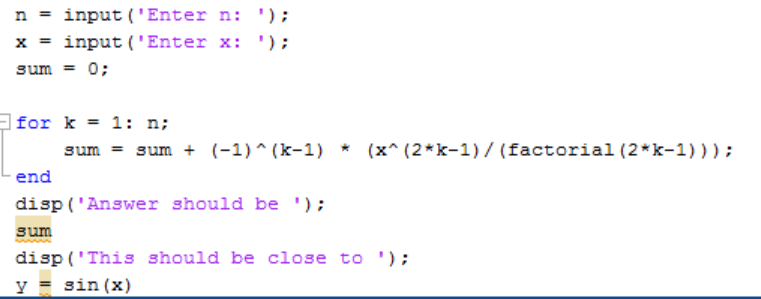 n = input('Enter n: ');
x = input('Enter x: ');
sum = 0;
for k = 1: n;
sum = sum + (-1)^(k-1) * (x^(2*k-1)/(factorial(2*k-1)));
end
disp('Answer should be ');
sum
disp('This should be close to ');
y = sin(x)